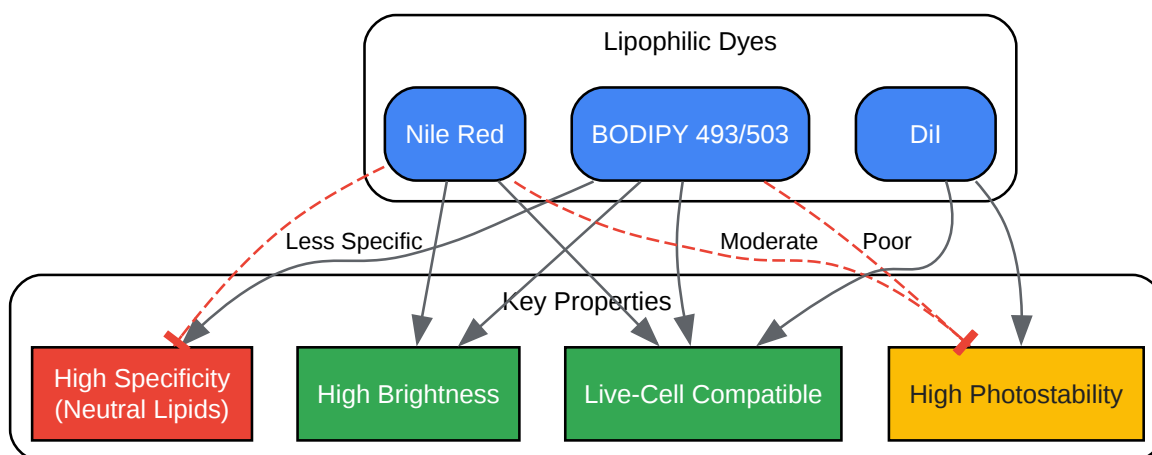 Lipophilic Dyes
Nile Red
BODIPY 493/503
DiI
Less Specific
Moderate
Poor
Key Properties
High Specificity
(Neutral Lipids)
High Brightness
Live-Cell Compatible
High Photostability